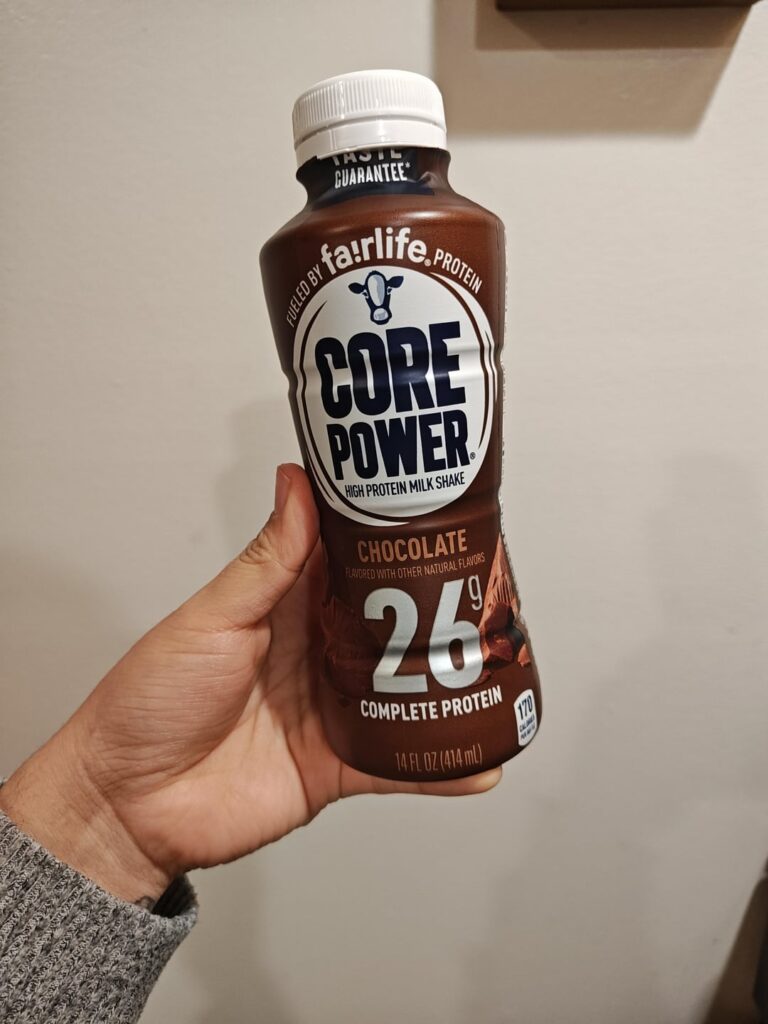 TASTE
GUARANTEE*
FUELED BY fa!rlife® PROTEIN
CORE
POWER®
HIGH PROTEIN MILK SHAKE
CHOCOLATE
FLAVORED WITH OTHER NATURAL FLAVORS
26g
COMPLETE PROTEIN
170
CALORIES
14 FL OZ (414 mL)